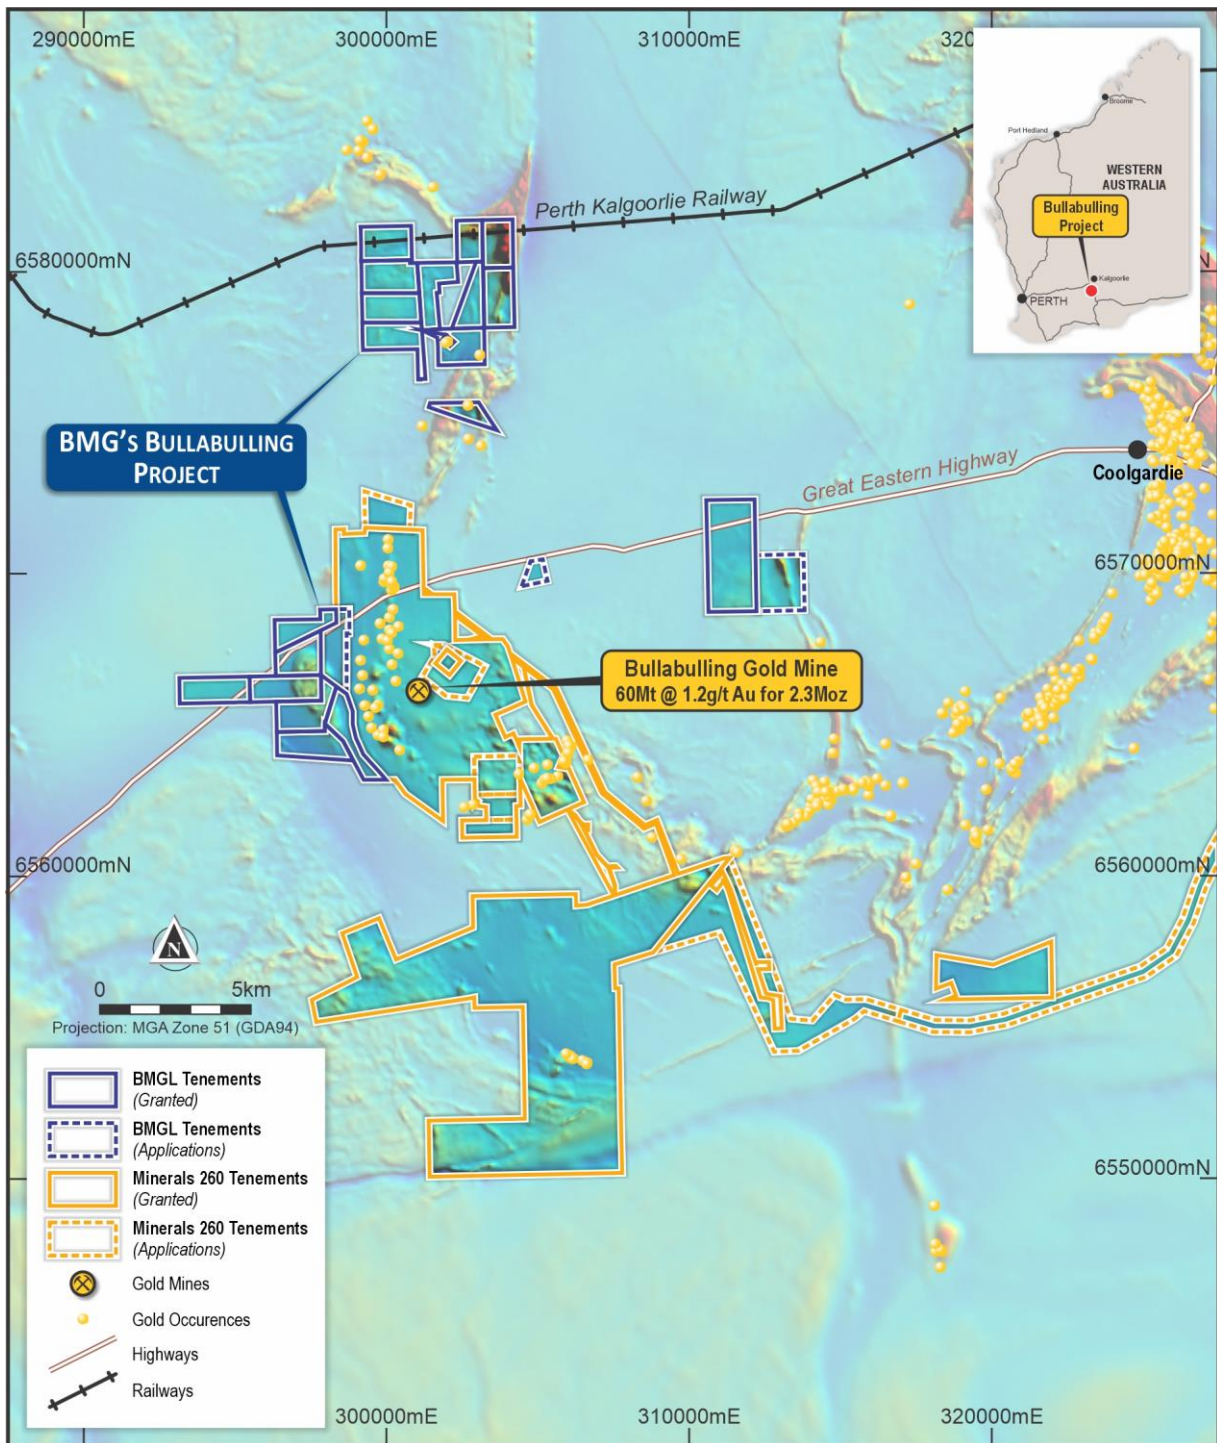 290000mE
300000mE
310000mE
320
Broome
Port Hedland
WESTERN
AUSTRALIA
Bullabulling
Project
Kalgoorlie
PERTH
Perth Kalgoorlie Railway
6580000mN
BMG'S BULLABULLING
PROJECT
Great Eastern Highway
Coolgardie
6570000mN
Bullabulling Gold Mine
60Mt @ 1.2g/t Au for 2.3Moz
6560000mN
6560000mN
N
0 5km
Projection: MGA Zone 51 (GDA94)
BMGL Tenements
(Granted)
BMGL Tenements
(Applications)
Minerals 260 Tenements
(Granted)
Minerals 260 Tenements
(Applications)
Gold Mines
Gold Occurences
Highways
Railways
6550000mN
300000mE
310000mE
320000mE